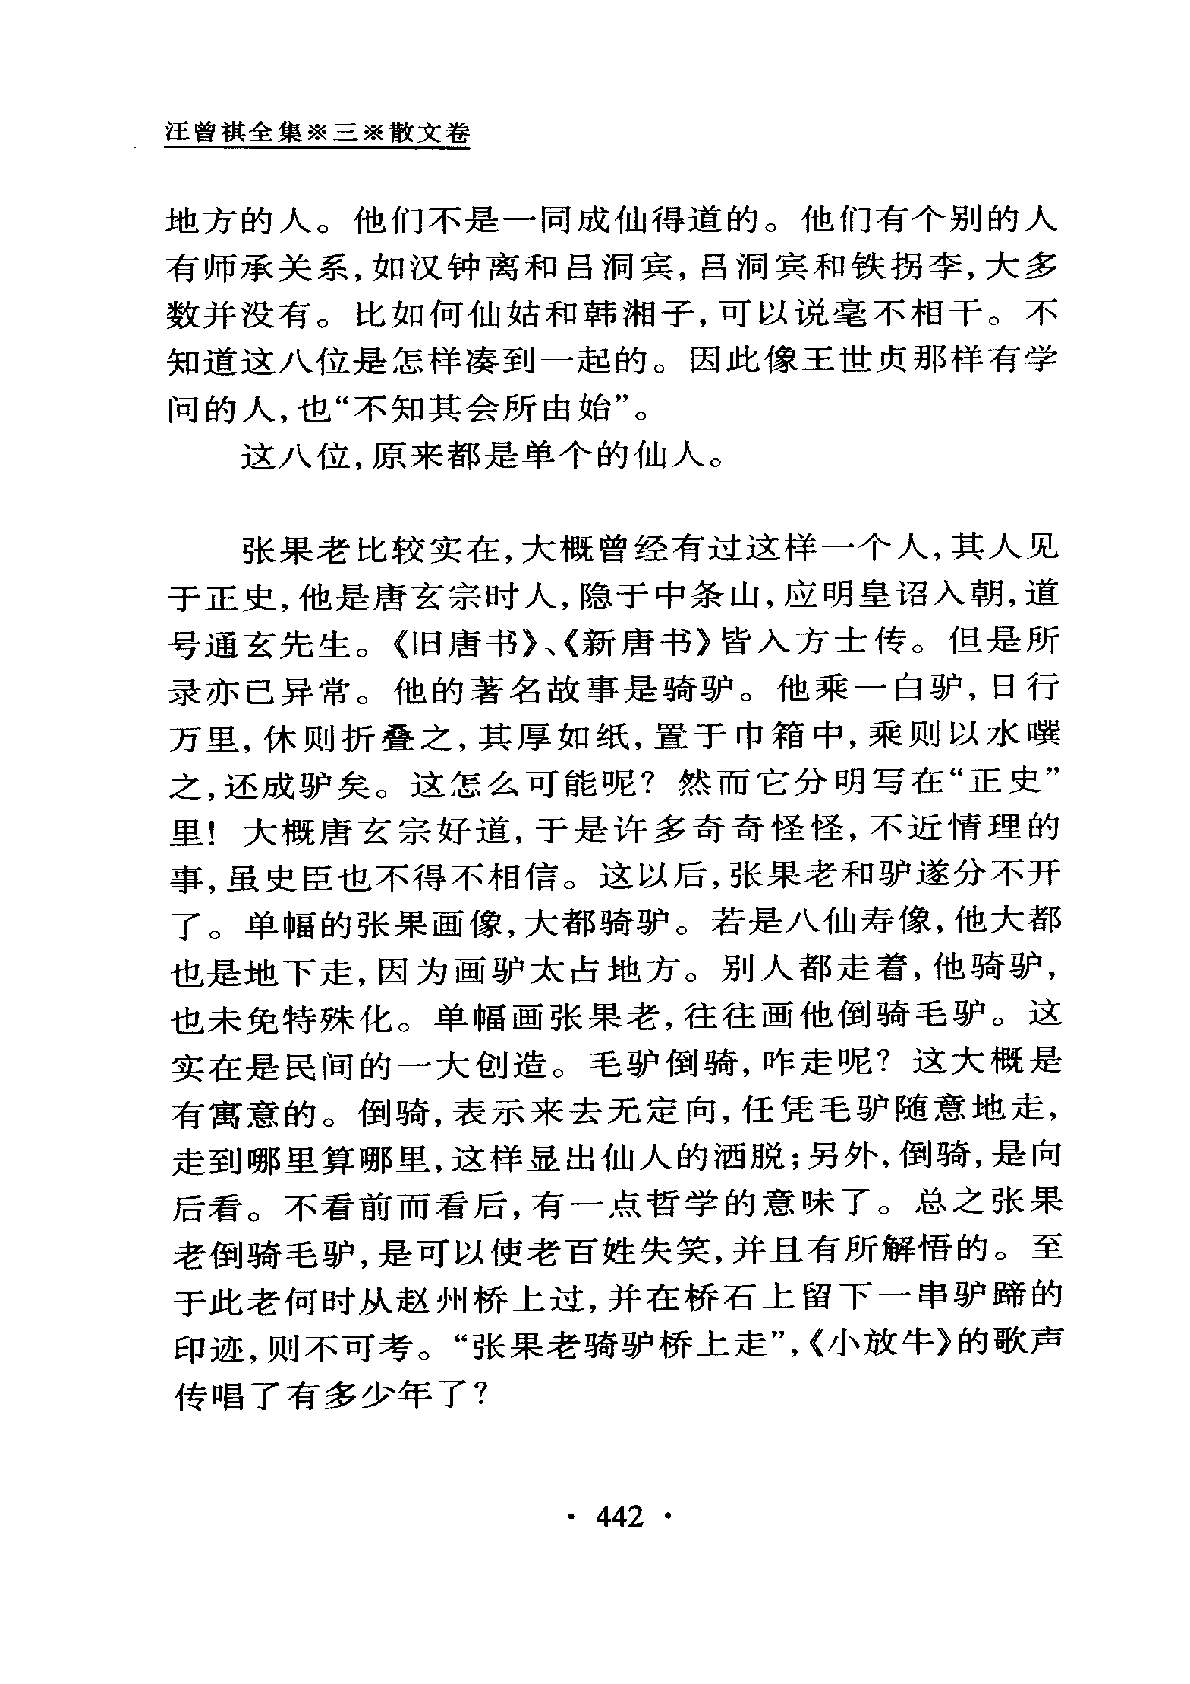 汪曾祺全集※三※散文卷
地方的人。他们不是一同成仙得道的。他们有个别的人
有师承关系,如汉钟离和吕洞宾,吕洞宾和铁拐李,大多
数并没有。比如何仙姑和韩湘子,可以说毫不相干。不
知道这八位是怎样凑到一起的。因此像王世贞那样有学
问的人,也“不知其会所由始”。
这八位,原来都是单个的仙人。
张果老比较实在,大概曾经有过这样一个人,其人见
于正史,他是唐玄宗时人,隐于中条山,应明皇诏入朝,道
号通玄先生。《旧唐书》、《新唐书》皆入方士传。但是所
录亦已异常。他的著名故事是骑驴。他乘一白驴,日行
万里,休则折叠之,其厚如纸,置于巾箱中,乘则以水噀
之,还成驴矣。这怎么可能呢?然而它分明写在“正史”
里!大概唐玄宗好道,于是许多奇奇怪怪,不近情理的
事,虽史臣也不得不相信。这以后,张果老和驴遂分不开
了。单幅的张果画像,大都骑驴。若是八仙寿像,他大都
也是地下走,因为画驴太占地方。别人都走着,他骑驴,
也未免特殊化。单幅画张果老,往往画他倒骑毛驴。这
实在是民间的一大创造。毛驴倒骑,咋走呢?这大概是
有寓意的。倒骑,表示来去无定向,任凭毛驴随意地走,
走到哪里算哪里,这样显出仙人的洒脱;另外,倒骑,是向
后看。不看前而看后,有一点哲学的意味了。总之张果
老倒骑毛驴,是可以使老百姓失笑,并且有所解悟的。至
于此老何时从赵州桥上过,并在桥石上留下一串驴蹄的
印迹,则不可考。“张果老骑驴桥上走”,《小放牛》的歌声
传唱了有多少年了?
· 442 ·